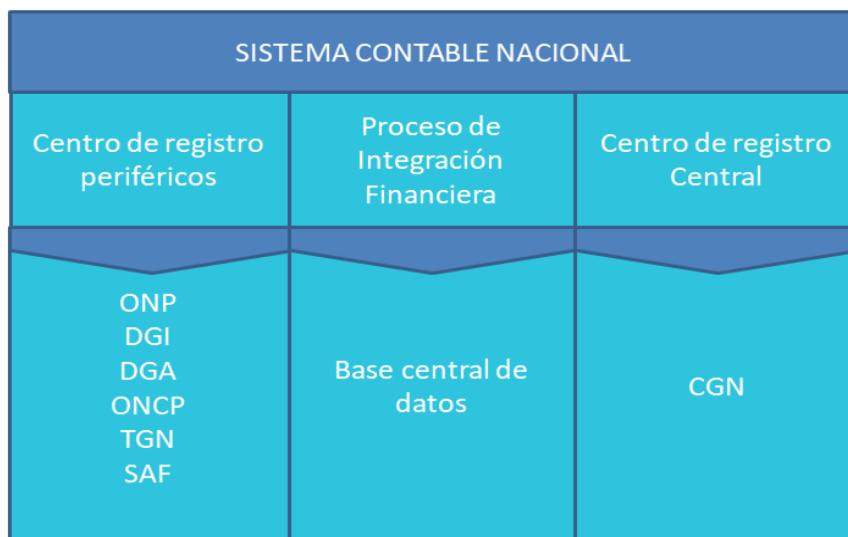 SISTEMA CONTABLE NACIONAL
Centro de registro
periféricos
Proceso de
Integración
Financiera
Centro de registro
Central
ONP
DGI
DGA
ONCP
TGN
SAF
Base central de
datos
CGN